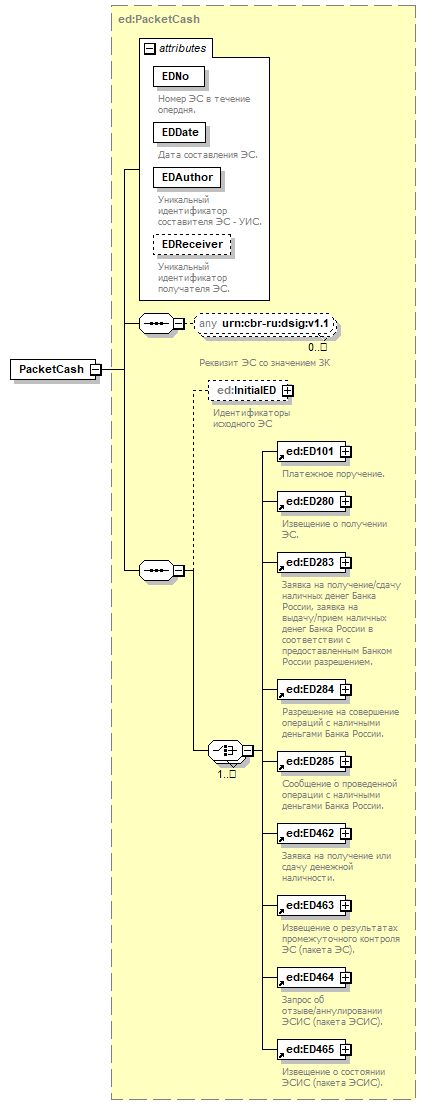 ed:PacketCash
attributes
EDNo
Номер ЭС в течение
опердня.
EDDate
Дата составления ЭС.
EDAuthor
Уникальный
идентификатор
составителя ЭС - УИС.
EDReceiver
Уникальный
идентификатор
получателя ЭС.
any urn:cbr-ru:dsig:v1.1
0..
Реквизит ЭС со значением ЗК
PacketCash
ed:InitialED
Идентификаторы
исходного ЭС
ed:ED101
Платежное поручение.
ed:ED280
Извещение о получении
ЭС.
ed:ED283
Заявка на получение/сдачу
наличных денег Банка
России, заявка на
выдачу/прием наличных
денег Банка России в
соответствии с
предоставленным Банком
России разрешением.
ed:ED284
Разрешение на совершение
операций с наличными
деньгами Банка России.
1..
ed:ED285
Сообщение о проведенной
операции с наличными
деньгами Банка России.
ed:ED462
Заявка на получение или
сдачу денежной
наличности.
ed:ED463
Извещение о результатах
промежуточного контроля
ЭС (пакета ЭС).
ed:ED464
Запрос об
отзыве/аннулировании
ЭСИС (пакета ЭСИС).
ed:ED465
Извещение о состоянии
ЭСИС (пакета ЭСИС).